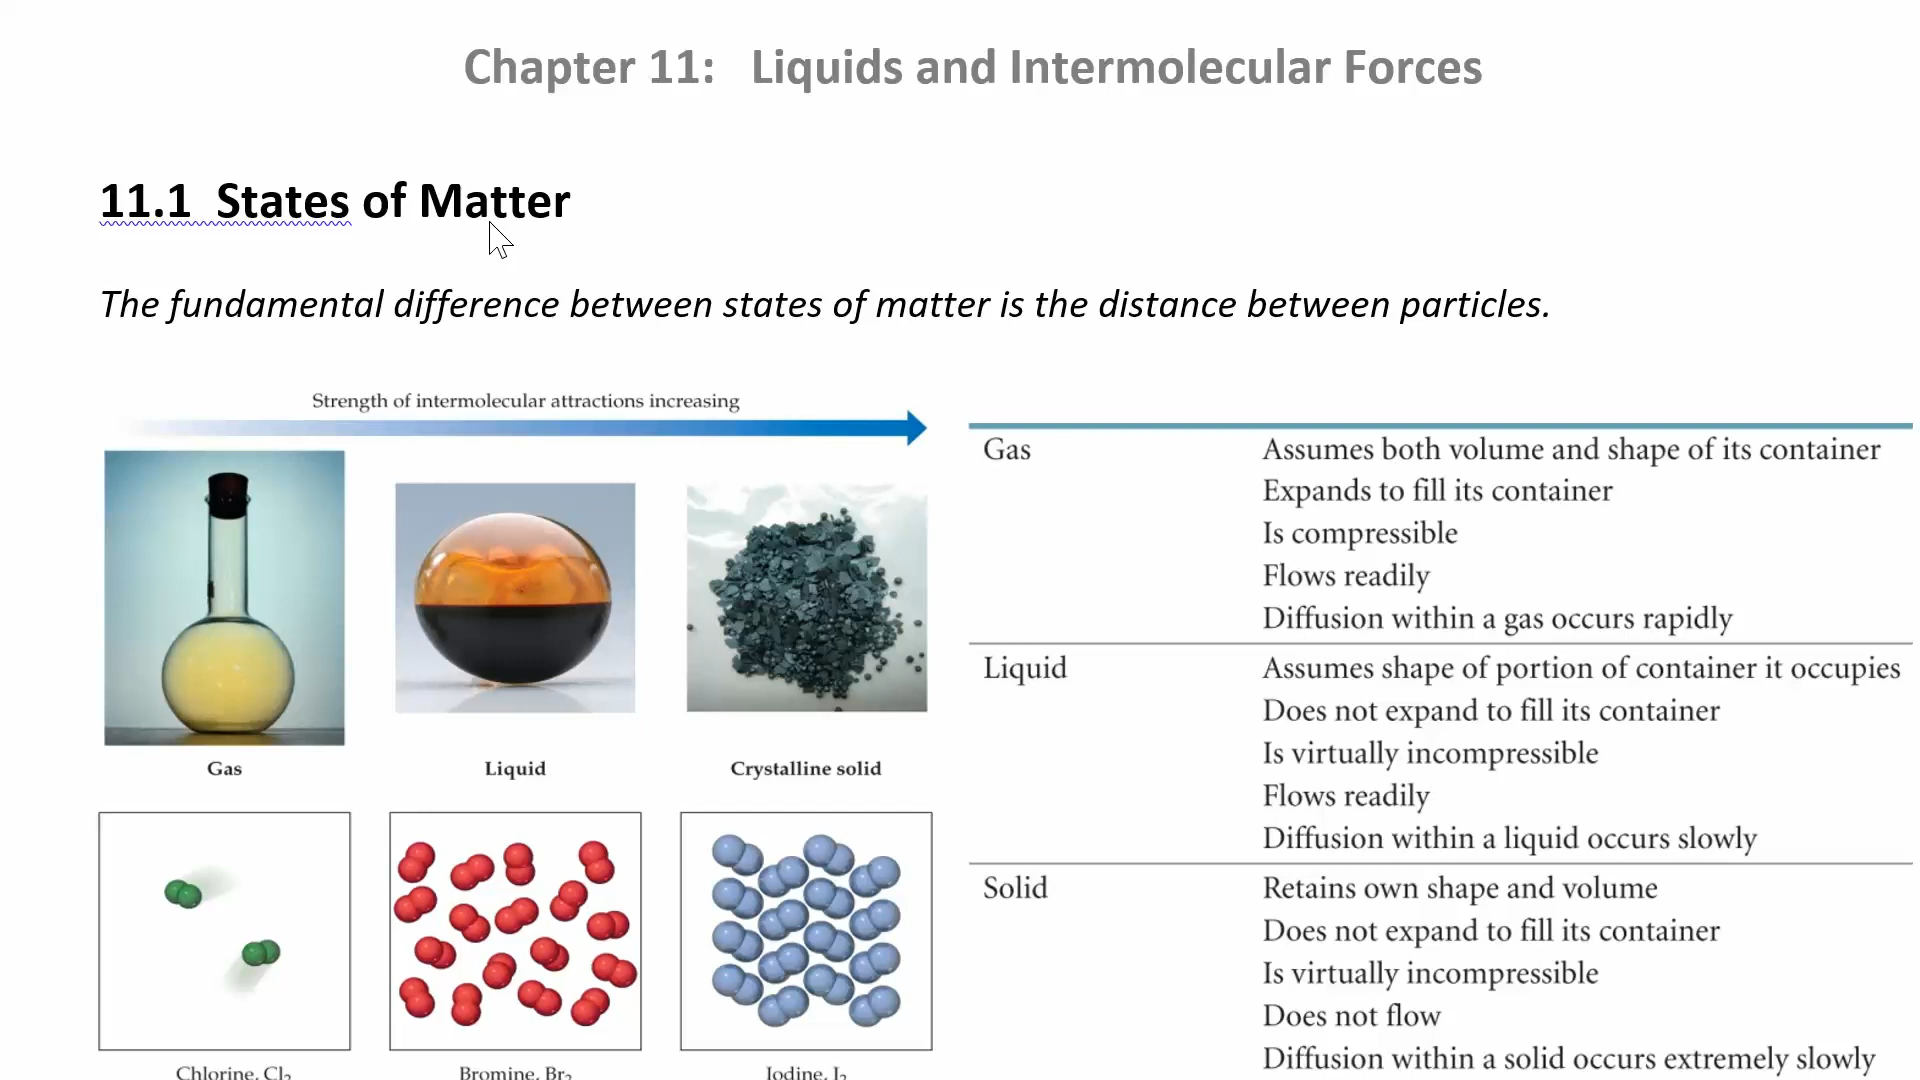 Chapter 11: Liquids and Intermolecular Forces
11.1 States of Matter
The fundamental difference between states of matter is the distance between particles.
Strength of intermolecular attractions increasing
Gas
Liquid
Crystalline solid
Chlorine, Cl₂
Bromine, Br₂
Iodine, I₂
Gas Assumes both volume and shape of its container
Expands to fill its container
Is compressible
Flows readily
Diffusion within a gas occurs rapidly
Liquid Assumes shape of portion of container it occupies
Does not expand to fill its container
Is virtually incompressible
Flows readily
Diffusion within a liquid occurs slowly
Solid Retains own shape and volume
Does not expand to fill its container
Is virtually incompressible
Does not flow
Diffusion within a solid occurs extremely slowly